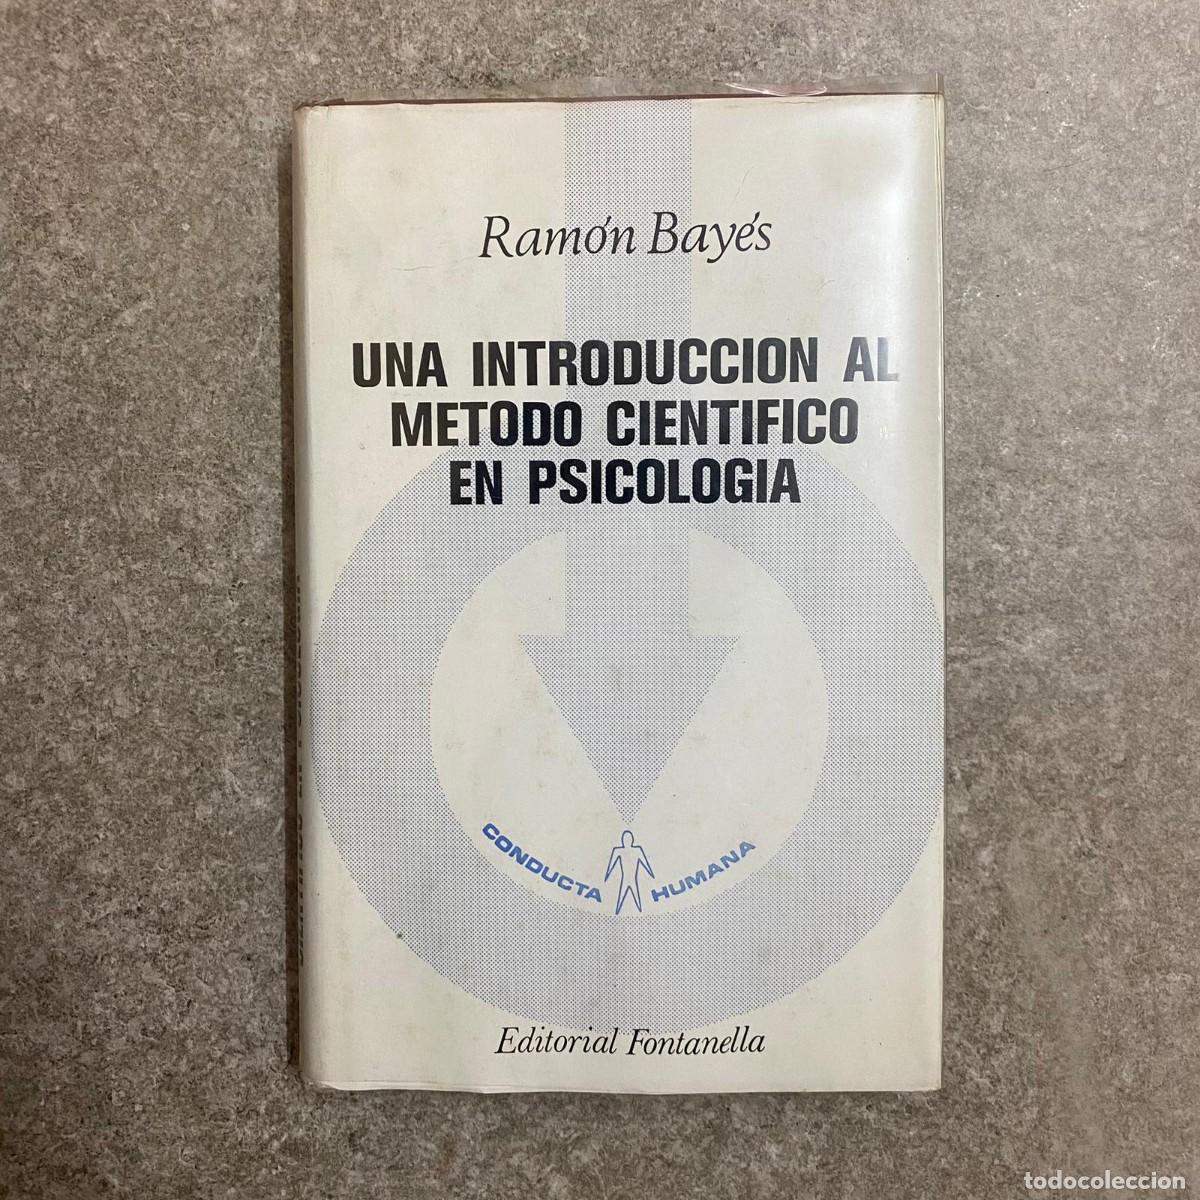 Ramón Bayés
UNA INTRODUCCION AL
METODO CIENTIFICO
EN PSICOLOGIA
CONDUCTA HUMANA
Editorial Fontanella
todocoleccion